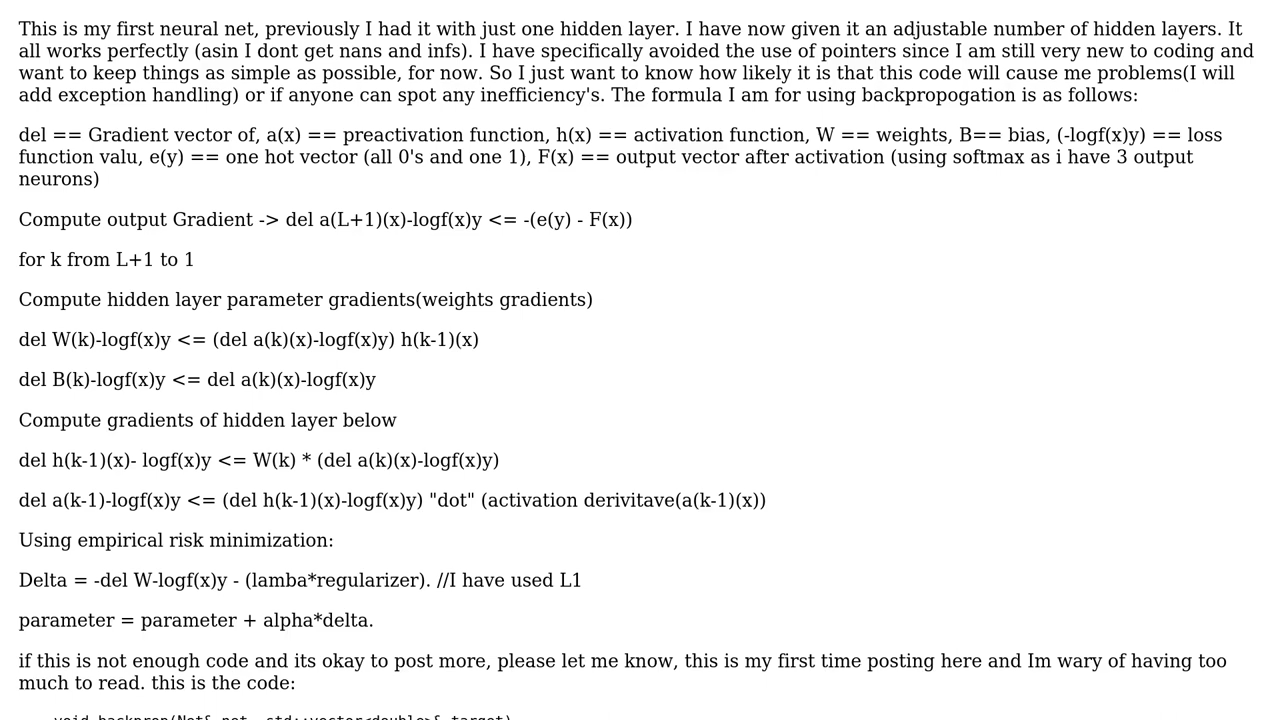 This is my first neural net, previously I had it with just one hidden layer. I have now given it an adjustable number of hidden layers. It
all works perfectly (asin I dont get nans and infs). I have specifically avoided the use of pointers since I am still very new to coding and
want to keep things as simple as possible, for now. So I just want to know how likely it is that this code will cause me problems(I will
add exception handling) or if anyone can spot any inefficiency's. The formula I am for using backpropogation is as follows:
del == Gradient vector of, a(x) == preactivation function, h(x) == activation function, W == weights, B== bias, (-logf(x)y) == loss
function valu, e(y) == one hot vector (all 0's and one 1), F(x) == output vector after activation (using softmax as i have 3 output
neurons)
Compute output Gradient -> del a(L+1)(x)-logf(x)y <= -(e(y) - F(x))
for k from L+1 to 1
Compute hidden layer parameter gradients(weights gradients)
del W(k)-logf(x)y <= (del a(k)(x)-logf(x)y) h(k-1)(x)
del B(k)-logf(x)y <= del a(k)(x)-logf(x)y
Compute gradients of hidden layer below
del h(k-1)(x)- logf(x)y <= W(k) * (del a(k)(x)-logf(x)y)
del a(k-1)-logf(x)y <= (del h(k-1)(x)-logf(x)y) "dot" (activation derivitave(a(k-1)(x))
Using empirical risk minimization:
Delta = -del W-logf(x)y - (lamba*regularizer). //I have used L1
parameter = parameter + alpha*delta.
if this is not enough code and its okay to post more, please let me know, this is my first time posting here and Im wary of having too
much to read. this is the code:
void backprop(Net& net, std::vector<double>& target)